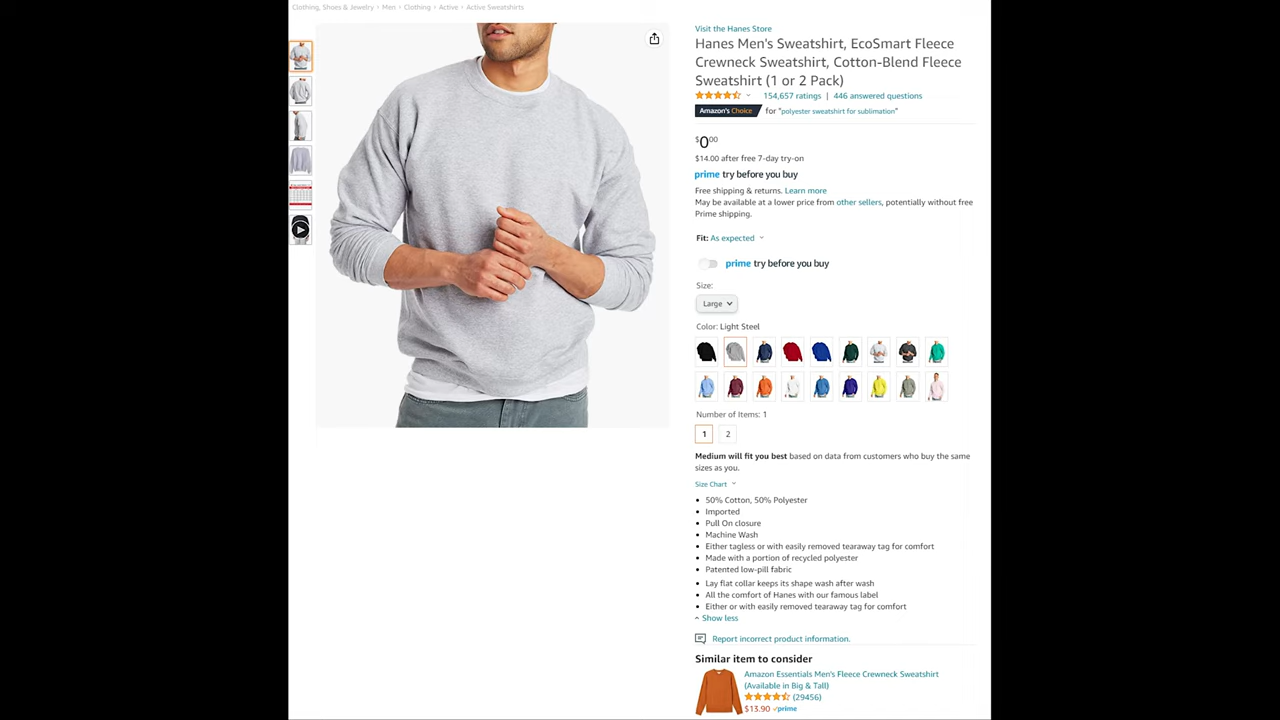 Clothing, Shoes & Jewelry › Men › Clothing › Active › Active Sweatshirts
Visit the Hanes Store
Hanes Men's Sweatshirt, EcoSmart Fleece
Crewneck Sweatshirt, Cotton-Blend Fleece
Sweatshirt (1 or 2 Pack)
154,657 ratings | 446 answered questions
Amazon's Choice for "polyester sweatshirt for sublimation"
$000
$14.00 after free 7-day try-on
prime try before you buy
Free shipping & returns. Learn more
May be available at a lower price from other sellers, potentially without free
Prime shipping.
Fit: As expected
prime try before you buy
Size:
Large
Color: Light Steel
Number of Items: 1
1 2
Medium will fit you best based on data from customers who buy the same
sizes as you.
Size Chart
• 50% Cotton, 50% Polyester
• Imported
• Pull On closure
• Machine Wash
• Either tagless or with easily removed tearaway tag for comfort
• Made with a portion of recycled polyester
• Patented low-pill fabric
• Lay flat collar keeps its shape wash after wash
• All the comfort of Hanes with our famous label
• Either or with easily removed tearaway tag for comfort
Show less
Report incorrect product information.
Similar item to consider
Amazon Essentials Men's Fleece Crewneck Sweatshirt
(Available in Big & Tall)
(29456)
$13.90 prime